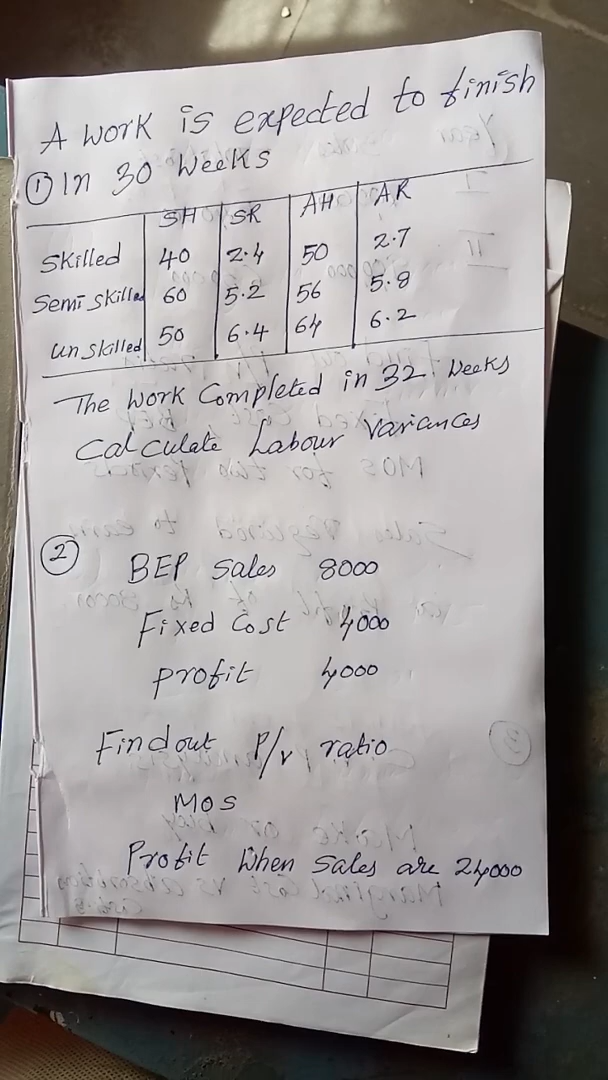 A work is expected to finish
① In 30 weeks
SH SR AH AR
Skilled 40 2.4 50 2.7
Semi skilled 60 5.2 56 5.8
unskilled 50 6.4 64 6.2
The work completed in 32 weeks
Calculate Labour Variances
② BEP Sales 8000
Fixed Cost 4000
profit 4000
Find out P/v ratio
MOS
Profit when sales are 24000